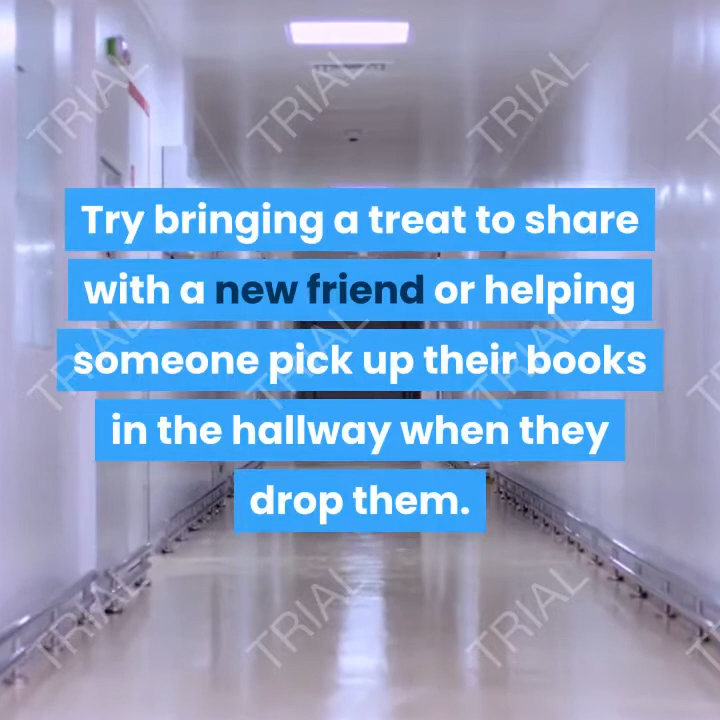 TRIAL TRIAL TRIAL
Try bringing a treat to share
with a new friend or helping
someone pick up their books
in the hallway when they
drop them.
TRIAL TRIAL TRIAL
TRIAL TRIAL TRIAL